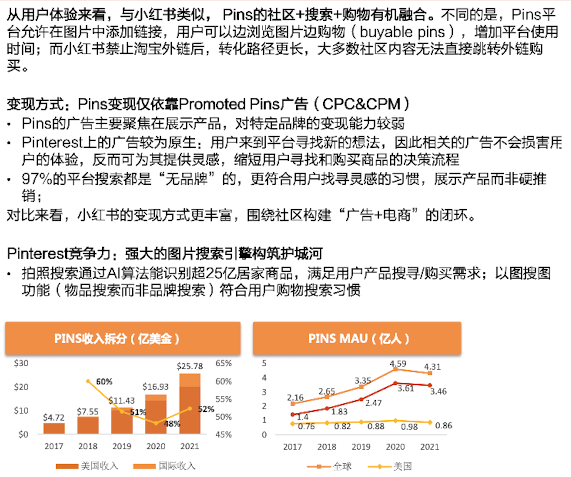 从用户体验来看，与小红书类似， Pins的社区+搜索+购物有机融合。不同的是，Pins平
台允许在图片中添加链接，用户可以边浏览图片边购物（buyable pins），增加平台使用
时间；而小红书禁止淘宝外链后，转化路径更长，大多数社区内容无法直接跳转外链购
买。
变现方式：Pins变现仅依靠Promoted Pins广告（CPC&CPM）
• Pins的广告主要聚焦在展示产品，对特定品牌的变现能力较弱
• Pinterest上的广告较为原生：用户来到平台寻找新的想法，因此相关的广告不会损害用
户的体验，反而可为其提供灵感，缩短用户寻找和购买商品的决策流程
• 97%的平台搜索都是“无品牌”的，更符合用户找寻灵感的习惯，展示产品而非硬推
销；
对比来看，小红书的变现方式更丰富，围绕社区构建“广告+电商”的闭环。
Pinterest竞争力：强大的图片搜索引擎构筑护城河
• 拍照搜索通过AI算法能识别超25亿居家商品，满足用户产品搜寻/购买需求；以图搜图
功能（物品搜索而非品牌搜索）符合用户购物搜索习惯
PINS收入拆分（亿美金）
$30
$20
$10
$0
$4.72
$7.55
$11.43
$16.93
$25.78
60%
51%
48%
52%
65%
60%
55%
50%
45%
2017 2018 2019 2020 2021
美国收入 国际收入
PINS MAU（亿人）
5
4
3
2
1
0
2.16 2.65 3.35 4.59 4.31
1.4 1.83 2.47 3.61 3.46
0.76 0.82 0.88 0.98 0.86
2017 2018 2019 2020 2021
全球 美国